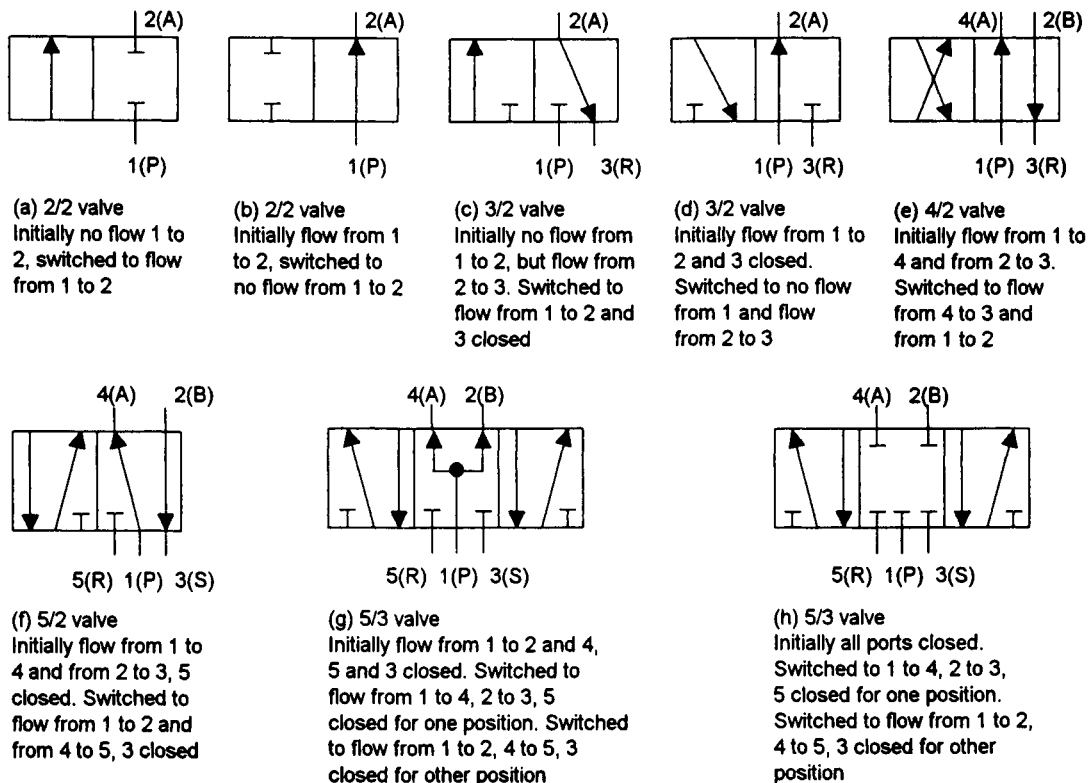 2(A)
1(P)
(a) 2/2 valve
Initially no flow 1 to
2, switched to flow
from 1 to 2
2(A)
1(P)
(b) 2/2 valve
Initially flow from 1
to 2, switched to
no flow from 1 to 2
2(A)
1(P) 3(R)
(c) 3/2 valve
Initially no flow from
1 to 2, but flow from
2 to 3. Switched to
flow from 1 to 2 and
3 closed
2(A)
1(P) 3(R)
(d) 3/2 valve
Initially flow from 1 to
2 and 3 closed.
Switched to no flow
from 1 and flow
from 2 to 3
4(A) 2(B)
1(P) 3(R)
(e) 4/2 valve
Initially flow from 1 to
4 and from 2 to 3.
Switched to flow
from 4 to 3 and
from 1 to 2
4(A) 2(B)
5(R) 1(P) 3(S)
(f) 5/2 valve
Initially flow from 1 to
4 and from 2 to 3, 5
closed. Switched to
flow from 1 to 2 and
from 4 to 5, 3 closed
4(A) 2(B)
5(R) 1(P) 3(S)
(g) 5/3 valve
Initially flow from 1 to 2 and 4,
5 and 3 closed. Switched to
flow from 1 to 4, 2 to 3, 5
closed for one position. Switched
to flow from 1 to 2, 4 to 5, 3
closed for other position
4(A) 2(B)
5(R) 1(P) 3(S)
(h) 5/3 valve
Initially all ports closed.
Switched to 1 to 4, 2 to 3,
5 closed for one position.
Switched to flow from 1 to 2,
4 to 5, 3 closed for other
position